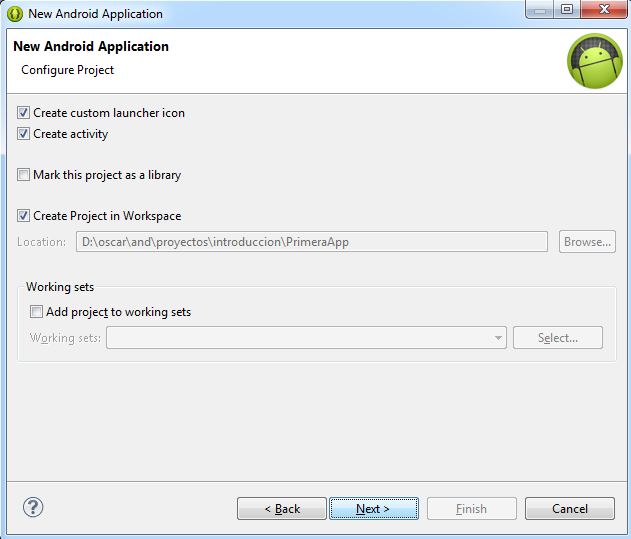 New Android Application
New Android Application
Configure Project
Create custom launcher icon
Create activity
Mark this project as a library
Create Project in Workspace
Location: D:\oscar\and\proyectos\introduccion\PrimeraApp Browse...
Working sets
Add project to working sets
Working sets: Select...
? < Back Next > Finish Cancel